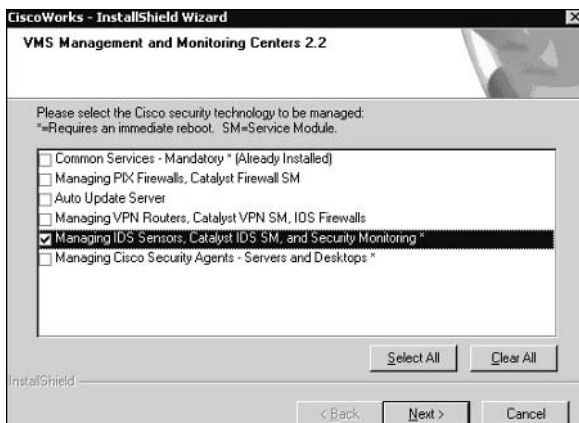 CiscoWorks - InstallShield Wizard
VMS Management and Monitoring Centers 2.2
Please select the Cisco security technology to be managed:
*=Requires an immediate reboot. SM=Service Module.
Common Services - Mandatory * (Already Installed)
Managing PIX Firewalls, Catalyst Firewall SM
Auto Update Server
Managing VPN Routers, Catalyst VPN SM, IOS Firewalls
Managing IDS Sensors, Catalyst IDS SM, and Security Monitoring *
Managing Cisco Security Agents - Servers and Desktops *
Select All Clear All
InstallShield
< Back Next > Cancel